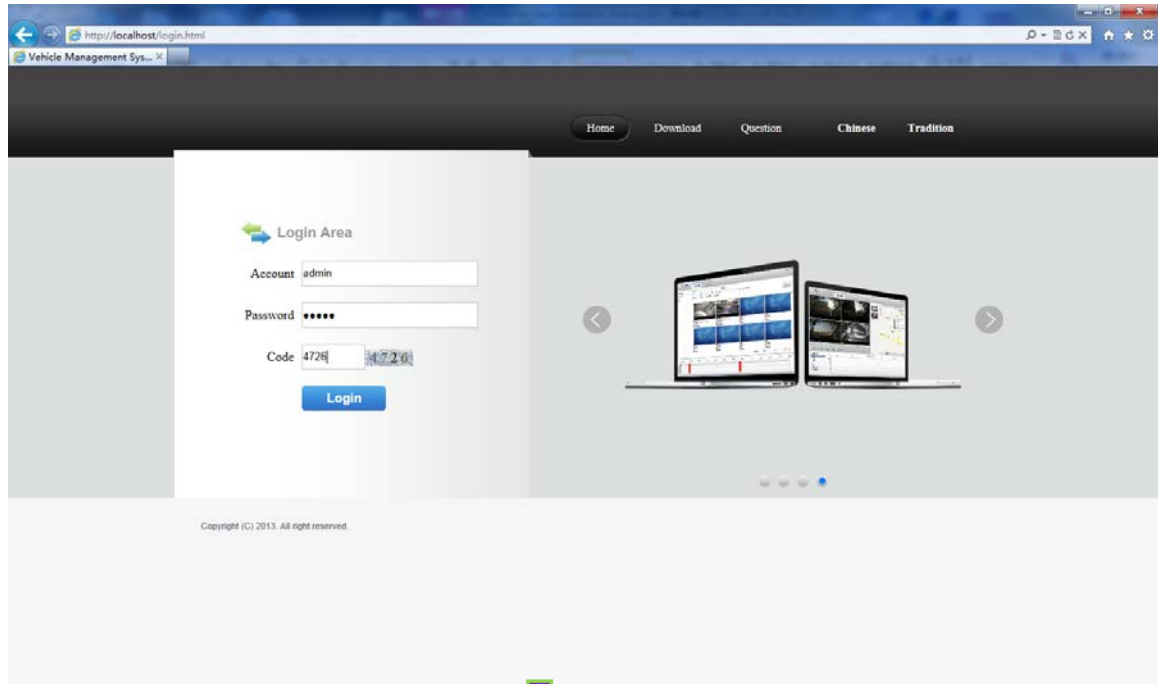 http://localhost/login.html
Vehicle Management Sys...
Home Download Question Chinese Tradition
Login Area
Account admin
Password •••••
Code 4726 4726
Login
Copyright (C) 2013. All right reserved.